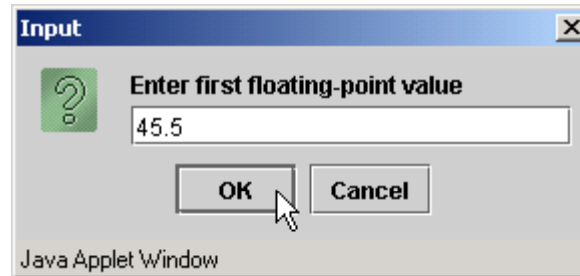 Input
Enter first floating-point value
45.5
OK Cancel
Java Applet Window